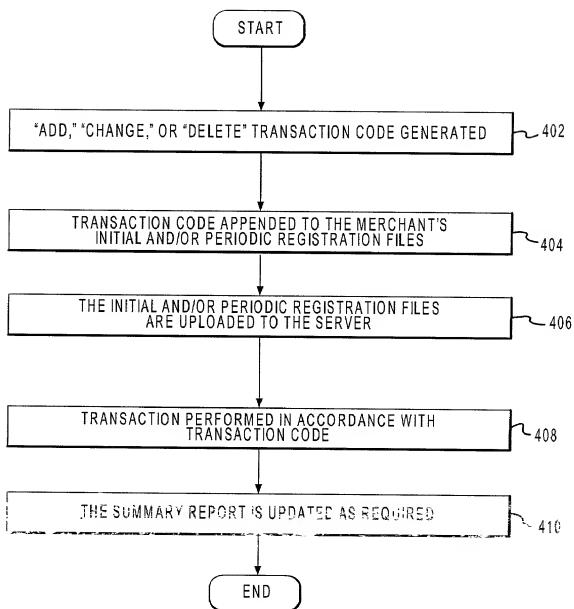 START
"ADD," "CHANGE," OR "DELETE" TRANSACTION CODE GENERATED
402
TRANSACTION CODE APPENDED TO THE MERCHANT'S
INITIAL AND/OR PERIODIC REGISTRATION FILES
404
THE INITIAL AND/OR PERIODIC REGISTRATION FILES
ARE UPLOADED TO THE SERVER
406
TRANSACTION PERFORMED IN ACCORDANCE WITH
TRANSACTION CODE
408
THE SUMMARY REPORT IS UPDATED AS REQUIRED
410
END